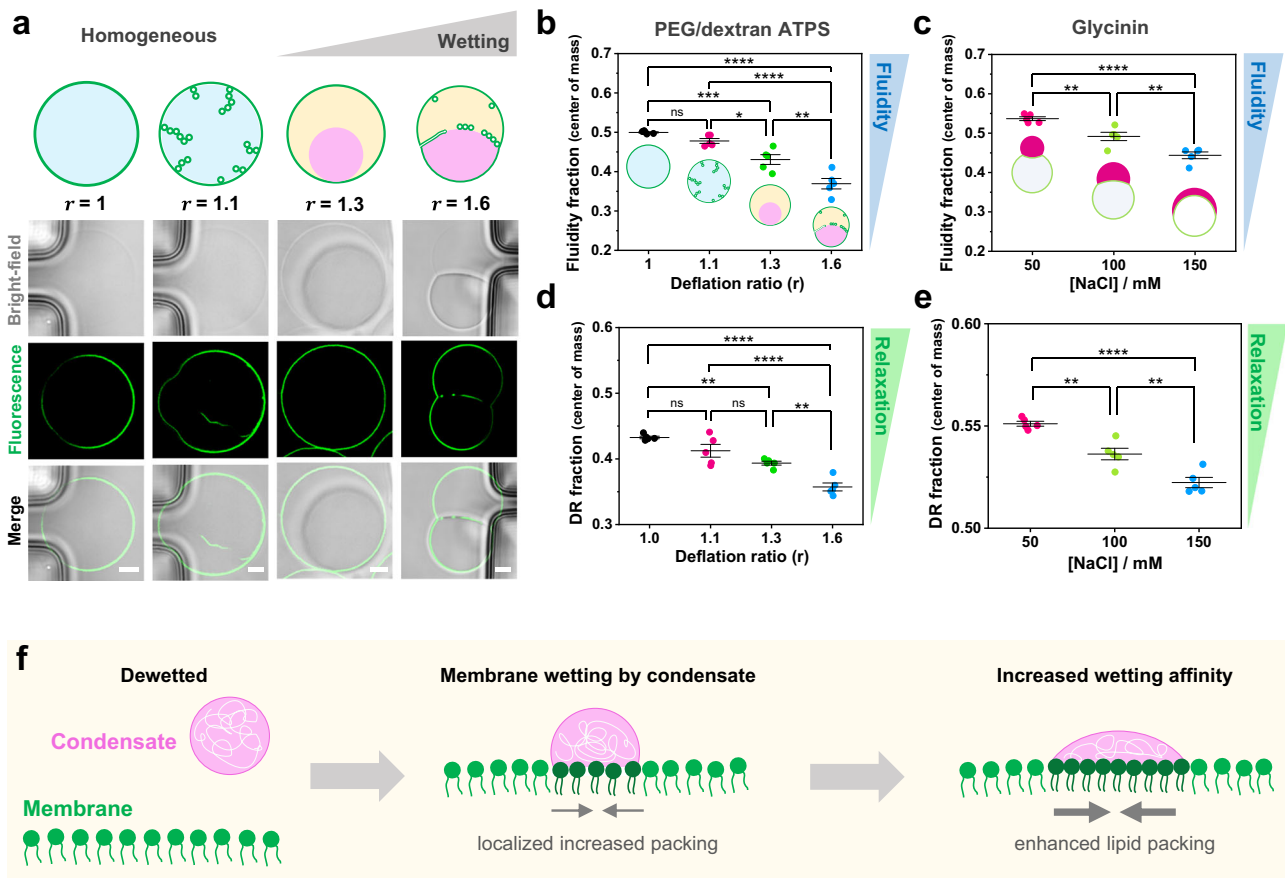 a
Homogeneous
Wetting
r = 1
r = 1.1
r = 1.3
r = 1.6
Bright-field
Fluorescence
Merge
b
PEG/dextran ATPS
Fluidity fraction (center of mass)
0.7
0.6
0.5
0.4
0.3
0.2
****
****
***
ns
*
**
1
1.1
1.3
1.6
Deflation ratio (r)
Fluidity
c
Glycinin
Fluidity fraction (center of mass)
0.7
0.6
0.5
0.4
0.3
0.2
****
**
**
50
100
150
[NaCl] / mM
Fluidity
d
DR fraction (center of mass)
0.6
0.5
0.4
0.3
****
****
**
ns
ns
**
1.0
1.1
1.3
1.6
Deflation ratio (r)
Relaxation
e
DR fraction (center of mass)
0.60
0.55
0.50
****
**
**
50
100
150
[NaCl] / mM
Relaxation
f
Dewetted
Condensate
Membrane
Membrane wetting by condensate
localized increased packing
Increased wetting affinity
enhanced lipid packing